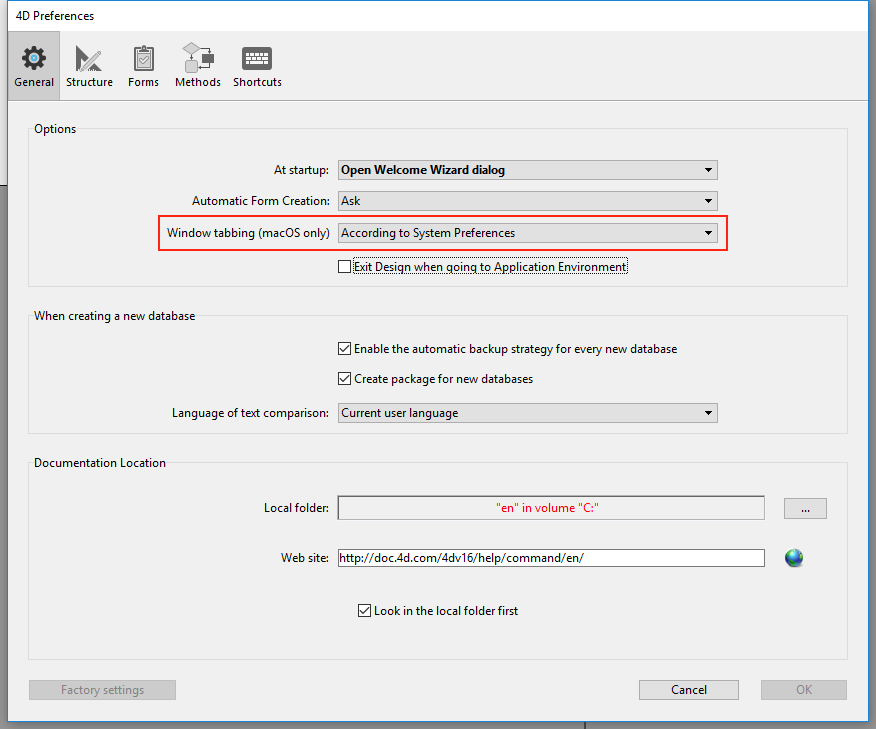 4D Preferences
General Structure Forms Methods Shortcuts
Options
At startup: Open Welcome Wizard dialog
Automatic Form Creation: Ask
Window tabbing (macOS only) According to System Preferences
Exit Design when going to Application Environment
When creating a new database
Enable the automatic backup strategy for every new database
Create package for new databases
Language of text comparison: Current user language
Documentation Location
Local folder: "en" in volume "C:" ...
Web site: http://doc.4d.com/4dv16/help/command/en/
Look in the local folder first
Factory settings Cancel OK